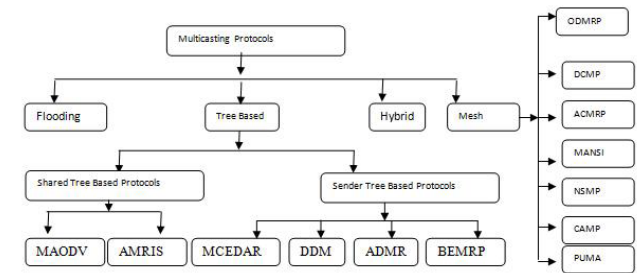 Multicasting Protocols
Flooding
Tree Based
Hybrid
Mesh
Shared Tree Based Protocols
Sender Tree Based Protocols
MAODV
AMRIS
MCEDAR
DDM
ADMR
BEMRP
ODMRP
DCMP
ACMRP
MANSI
NSMP
CAMP
PUMA